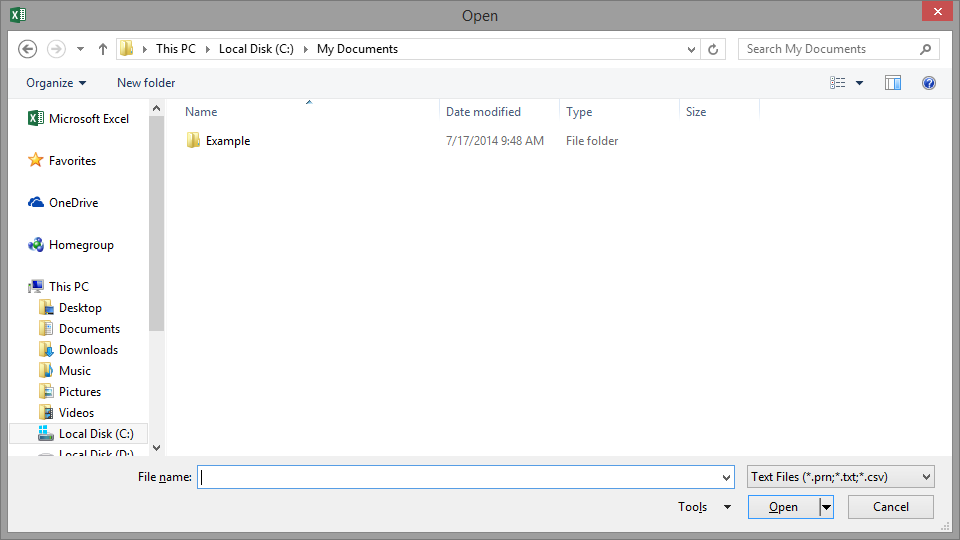 Open
This PC Local Disk (C:) My Documents Search My Documents
Organize New folder
Name Date modified Type Size
Example 7/17/2014 9:48 AM File folder
Microsoft Excel
Favorites
OneDrive
Homegroup
This PC
Desktop
Documents
Downloads
Music
Pictures
Videos
Local Disk (C:)
Local Disk (D:)
File name: Text Files (*.prn;*.txt;*.csv)
Tools Open Cancel